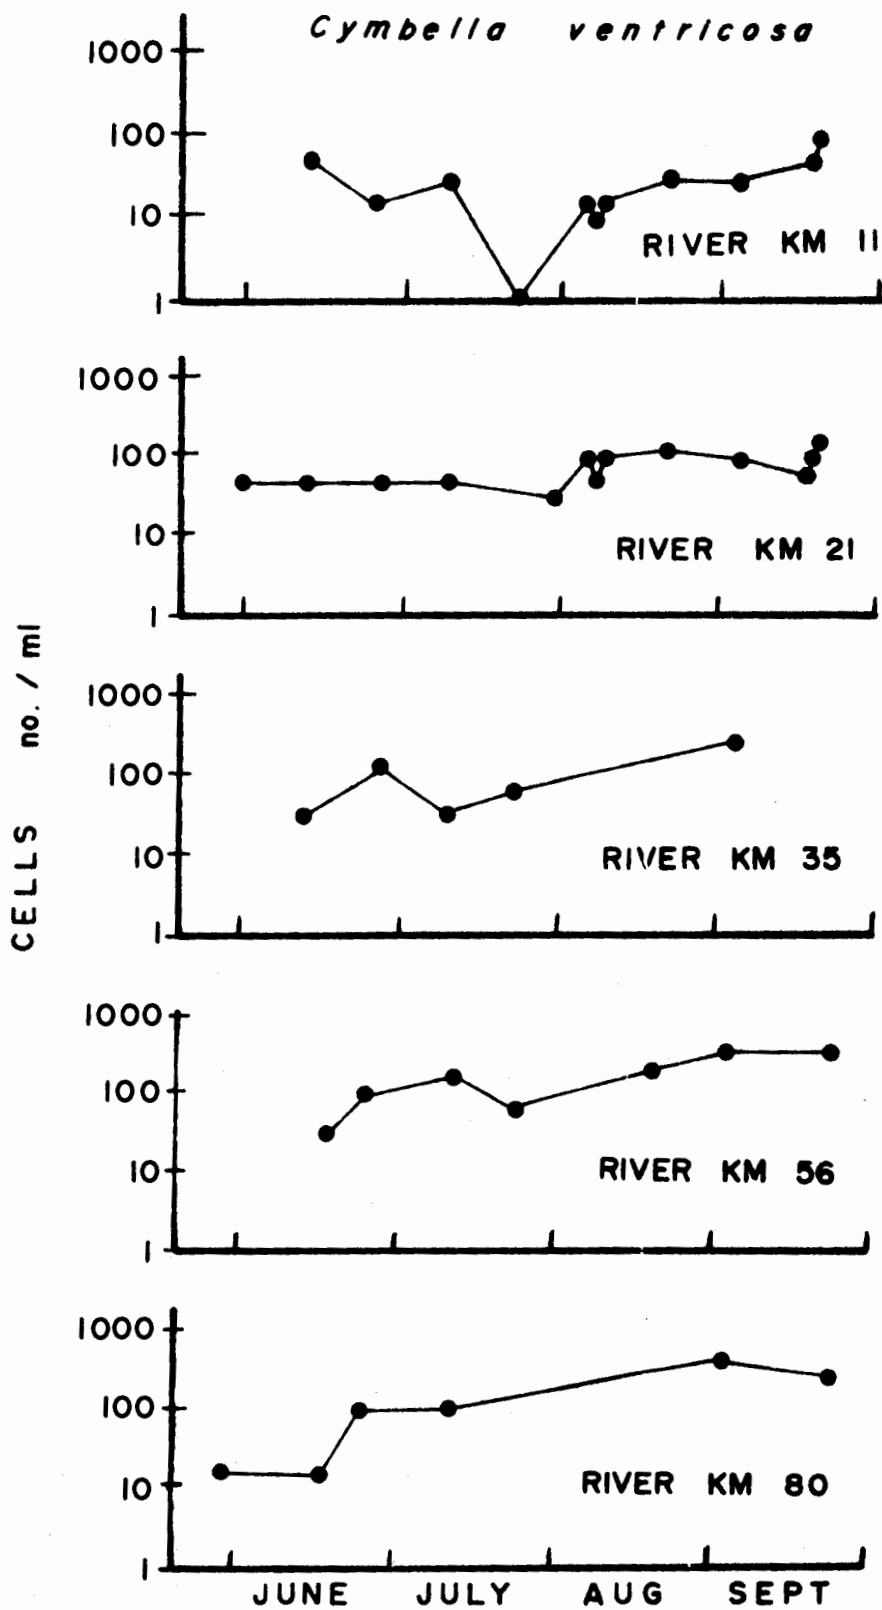 Cymbella ventricosa
1000
100
10
1
RIVER KM 11
1000
100
10
1
RIVER KM 21
CELLS no. / ml
1000
100
10
1
RIVER KM 35
1000
100
10
1
RIVER KM 56
1000
100
10
1
RIVER KM 80
JUNE JULY AUG SEPT